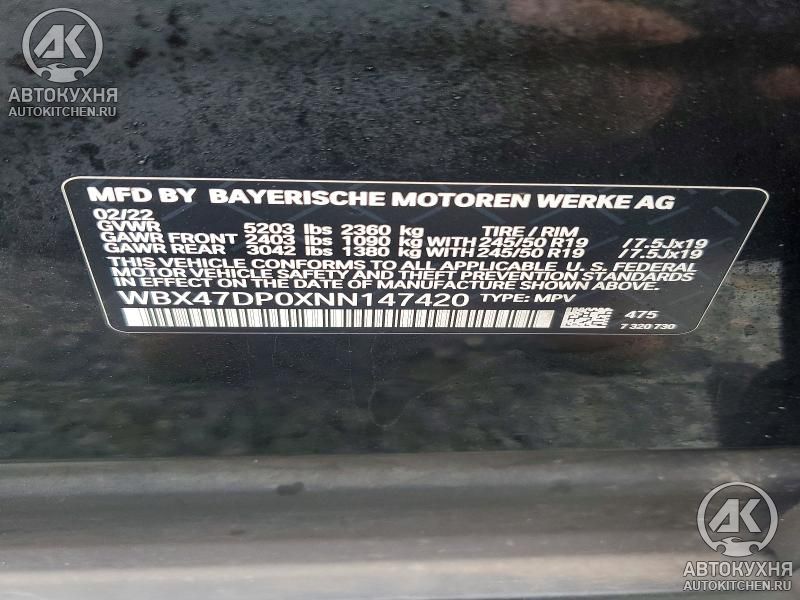 AK
АВТОКУХНЯ
AUTOKITCHEN.RU
MFD BY BAYERISCHE MOTOREN WERKE AG
02/22
GVWR 5203 lbs 2360 kg TIRE / RIM
GAWR FRONT 2403 lbs 1090 kg WITH 245/50 R19 /7.5Jx19
GAWR REAR 3042 lbs 1380 kg WITH 245/50 R19 /7.5Jx19
THIS VEHICLE CONFORMS TO ALL APPLICABLE U.S. FEDERAL
MOTOR VEHICLE SAFETY AND THEFT PREVENTION STANDARDS
IN EFFECT ON THE DATE OF MANUFACTURE SHOWN ABOVE.
WBX47DP0XNN147420 TYPE: MPV
475
7 320 730
AK
АВТОКУХНЯ
AUTOKITCHEN.RU